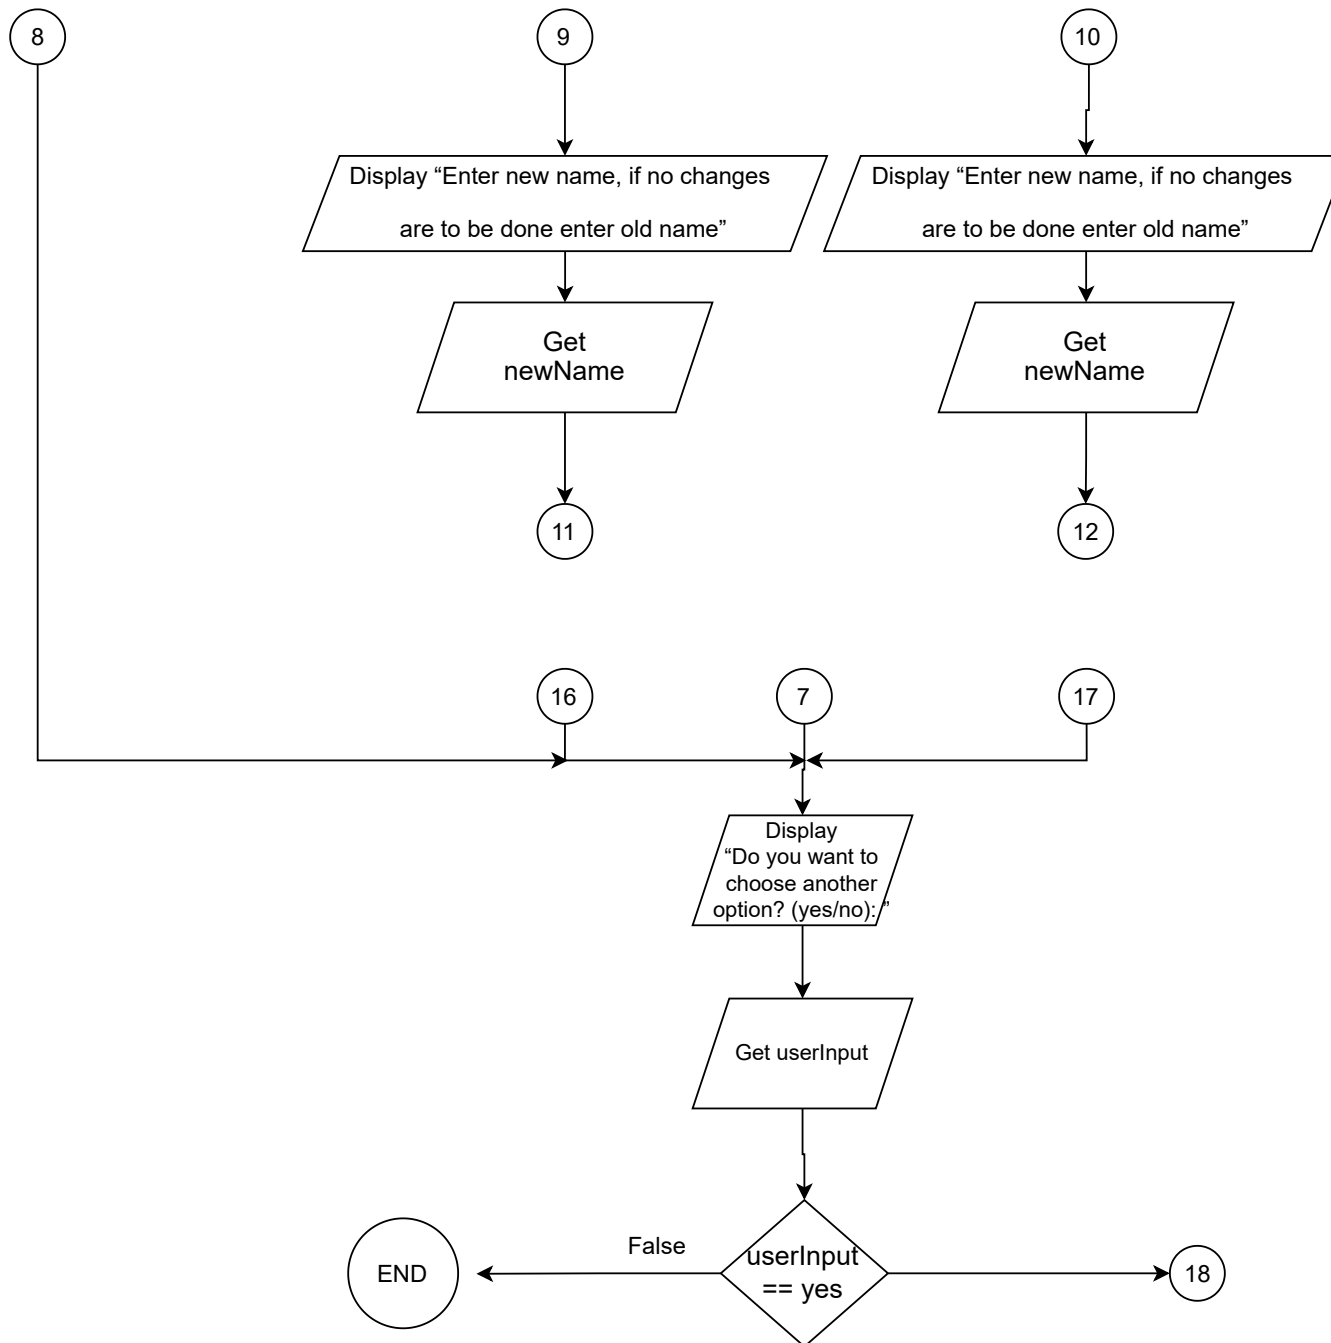 8
9
10
Display “Enter new name, if no changes
are to be done enter old name”
Display “Enter new name, if no changes
are to be done enter old name”
Get
newName
Get
newName
11
12
16
7
17
Display
“Do you want to
choose another
option? (yes/no): ”
Get userInput
False
userInput
== yes
END
18